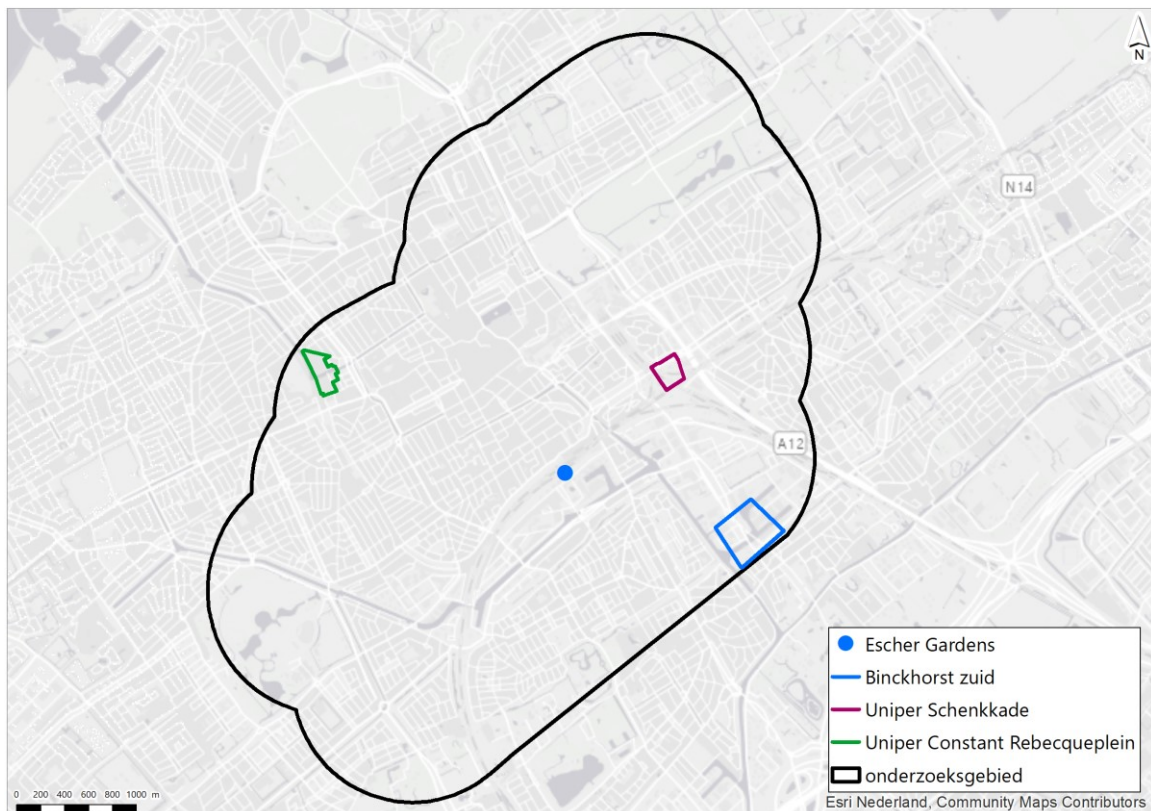 N
N14
A12
Escher Gardens
Binckhorst zuid
Uniper Schenkkade
Uniper Constant Rebecqueplein
onderzoeksgebied
0 200 400 600 800 1000 m
Esri Nederland, Community Maps Contributors